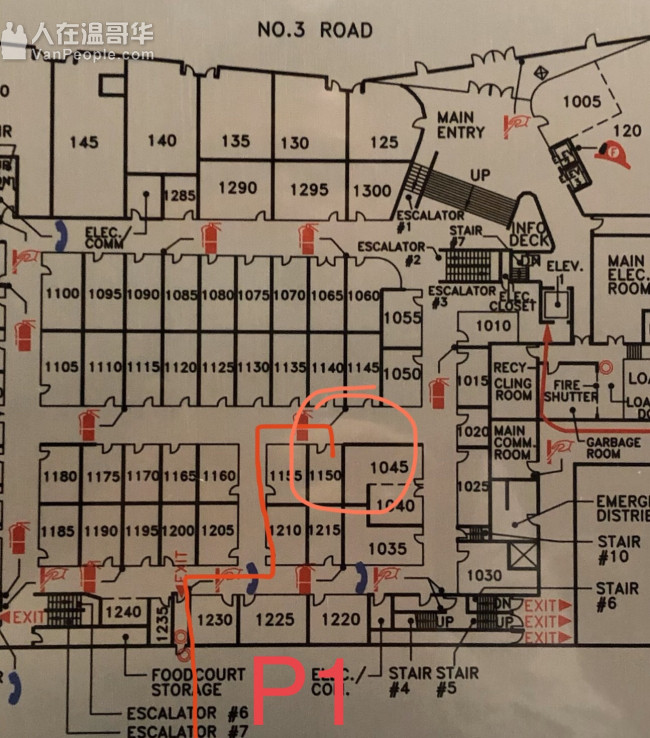 人在温哥华
VanPeople.com
NO.3 ROAD
MAIN
ENTRY
1005
120
145
140
135
130
125
UP
1285
1290
1295
1300
ELEC./
COMM
ESCALATOR
#1
STAIR
#7
INFO
DECK
ESCALATOR
#2
DN
ELEV.
1
MAIN
ELEC.
ROOM
ESCALATOR
#3
ELEC.
CLOSET
1100
1095
1090
1085
1080
1075
1070
1065
1060
1055
1010
1105
1110
1115
1120
1125
1130
1135
1140
1145
1050
1015
RECY-
CLING
ROOM
FIRE
SHUTTER
1020
MAIN
COMM.
ROOM
GARBAGE
ROOM
1180
1175
1170
1165
1160
1155
1150
1045
1040
1025
1185
1190
1195
1200
1205
1210
1215
1035
EMERG
DISTRIE
STAIR
#10
1030
STAIR
#6
EXIT
EXIT
1240
1235
1230
1225
1220
UP
DN
UP
EXIT
EXIT
EXIT
FOODCOURT
STORAGE
P1
ELEC./
COM.
STAIR
#4
STAIR
#5
ESCALATOR #6
ESCALATOR #7